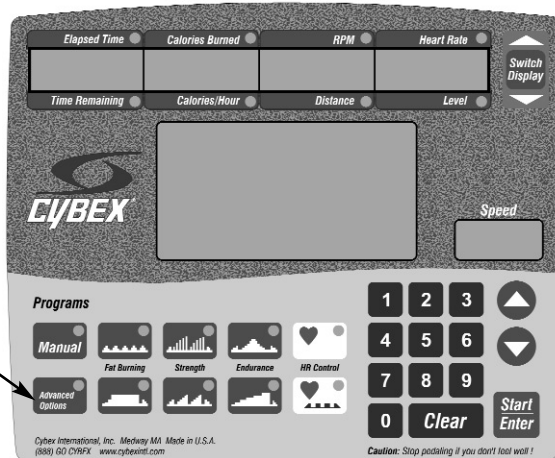 Elapsed Time Calories Burned RPM Heart Rate
Switch
Display
Time Remaining Calories/Hour Distance Level
CYBEX
Speed
Programs
1 2 3
Manual
4 5 6
Fat Burning Strength Endurance HR Control
7 8 9
Advanced
Options
0 Clear Start
Enter
Cybex International, Inc. Medway MA Made in U.S.A.
(888) GO CYBEX www.cybexintl.com
Caution: Stop pedaling if you don't feel well !